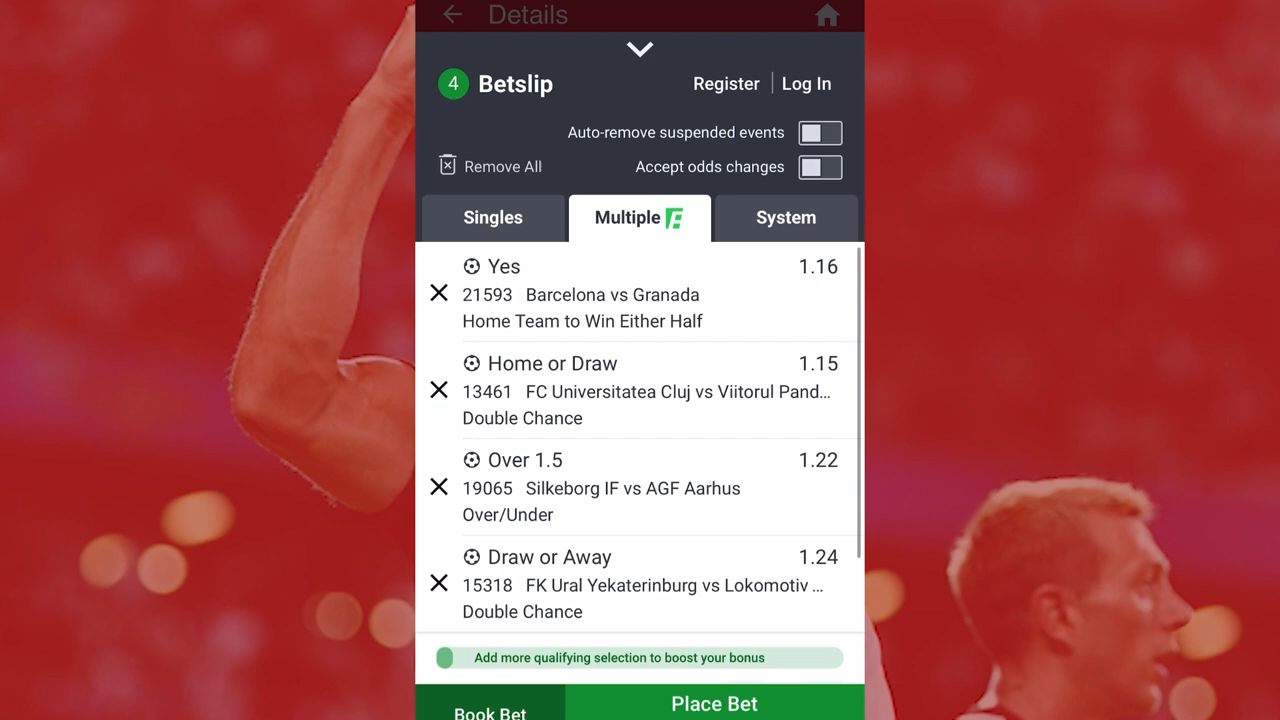 Details
4 Betslip
Register | Log In
Auto-remove suspended events
Remove All
Accept odds changes
Singles
Multiple
System
Yes 1.16
21593 Barcelona vs Granada
Home Team to Win Either Half
Home or Draw 1.15
13461 FC Universitatea Cluj vs Viitorul Pand...
Double Chance
Over 1.5 1.22
19065 Silkeborg IF vs AGF Aarhus
Over/Under
Draw or Away 1.24
15318 FK Ural Yekaterinburg vs Lokomotiv ...
Double Chance
Add more qualifying selection to boost your bonus
Book Bet
Place Bet